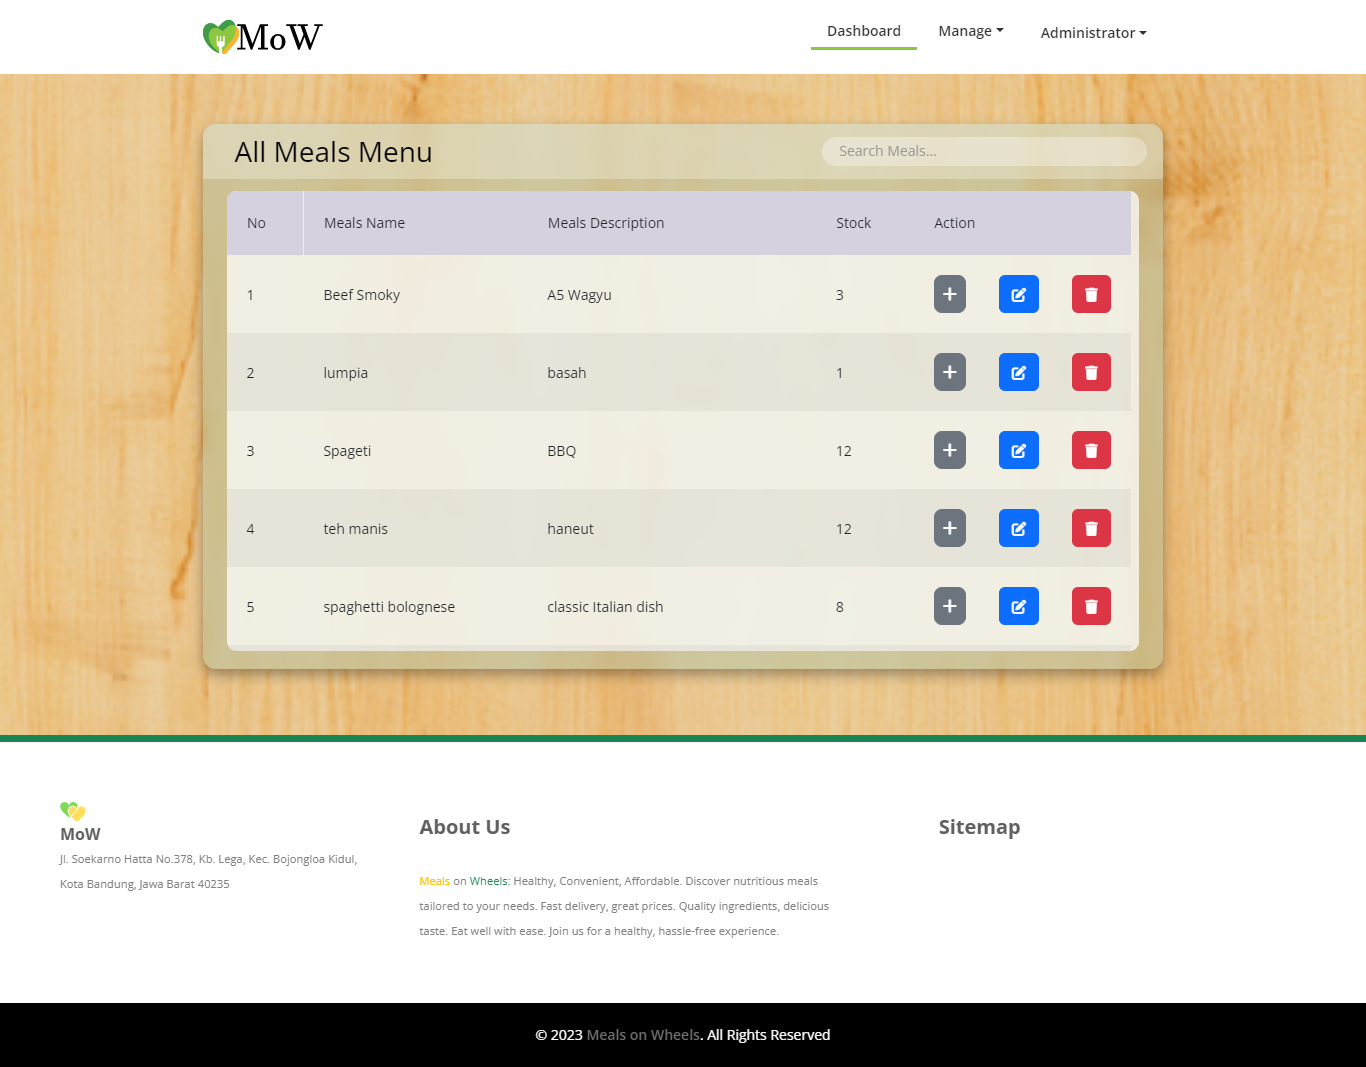 MoW
Dashboard Manage Administrator
All Meals Menu
Search Meals...
No Meals Name Meals Description Stock Action
1 Beef Smoky A5 Wagyu 3
2 lumpia basah 1
3 Spageti BBQ 12
4 teh manis haneut 12
5 spaghetti bolognese classic Italian dish 8
MoW
Jl. Soekarno Hatta No.378, Kb. Lega, Kec. Bojongloa Kidul,
Kota Bandung, Jawa Barat 40235
About Us
Meals on Wheels: Healthy, Convenient, Affordable. Discover nutritious meals
tailored to your needs. Fast delivery, great prices. Quality ingredients, delicious
taste. Eat well with ease. Join us for a healthy, hassle-free experience.
Sitemap
© 2023 Meals on Wheels. All Rights Reserved